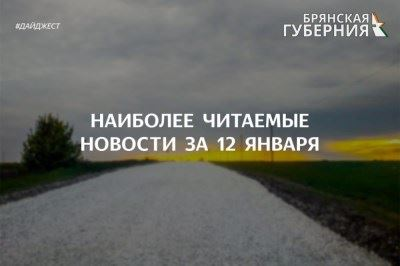 #ДАЙДЖЕСТ
БРЯНСКАЯ
ГУБЕРНИЯ
НАИБОЛЕЕ ЧИТАЕМЫЕ
НОВОСТИ ЗА 12 ЯНВАРЯ